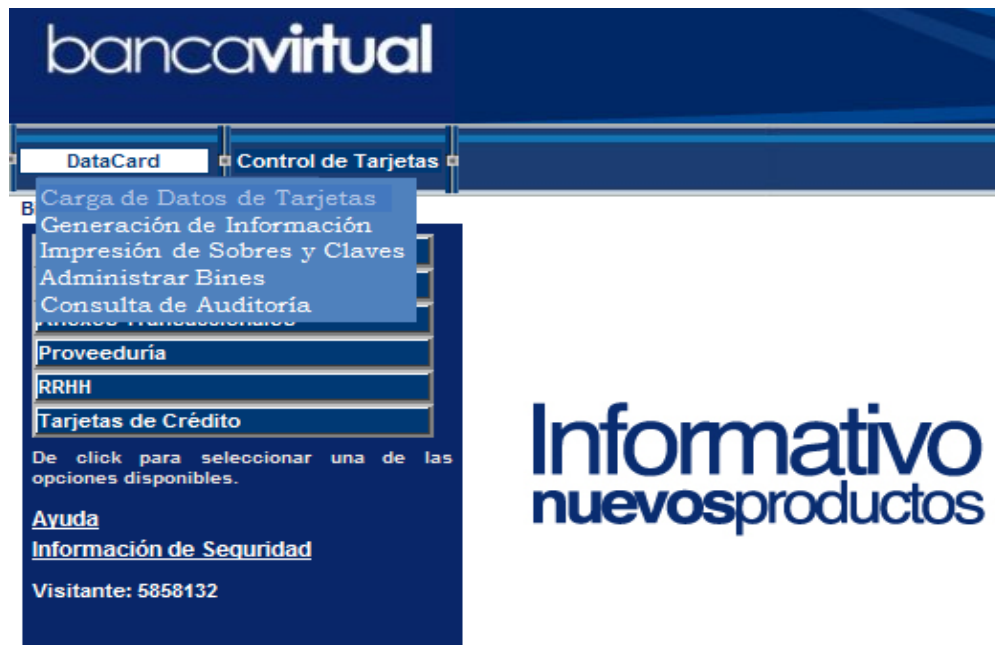 bancavirtual
DataCard Control de Tarjetas
Carga de Datos de Tarjetas
B
Generación de Información
Impresión de Sobres y Claves
Administrar Bines
Consulta de Auditoría
Anexos Transaccionales
Proveeduría
RRHH
Tarjetas de Crédito
De click para seleccionar una de las
opciones disponibles.
Ayuda
Información de Seguridad
Visitante: 5858132
Informativo
nuevosproductos